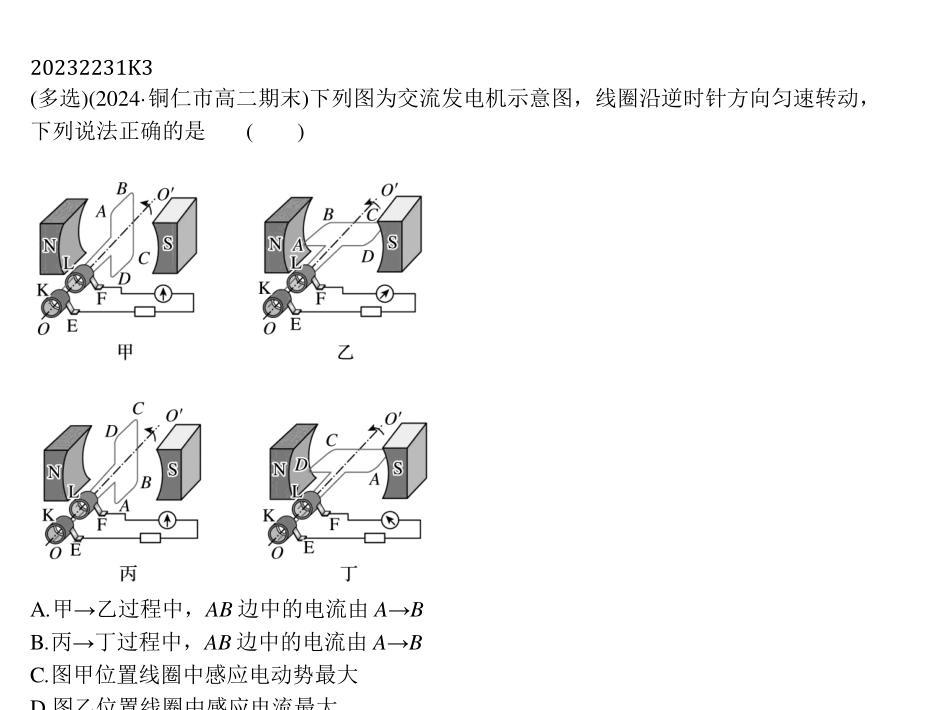 20232231K3
(多选)(2024·铜仁市高二期末)下列图为交流发电机示意图，线圈沿逆时针方向匀速转动，
下列说法正确的是 ( )
B O′
A
N S
L C
D
K F
O E
甲
O′
B C
N A S
L D
K F
O E
乙
C O′
D
N S
L B
A
K F
O E
丙
O′
C
N D S
L A
K F
O E
丁
A.甲→乙过程中，AB 边中的电流由 A→B
B.丙→丁过程中，AB 边中的电流由 A→B
C.图甲位置线圈中感应电动势最大
D.图乙位置线圈中感应电流最大